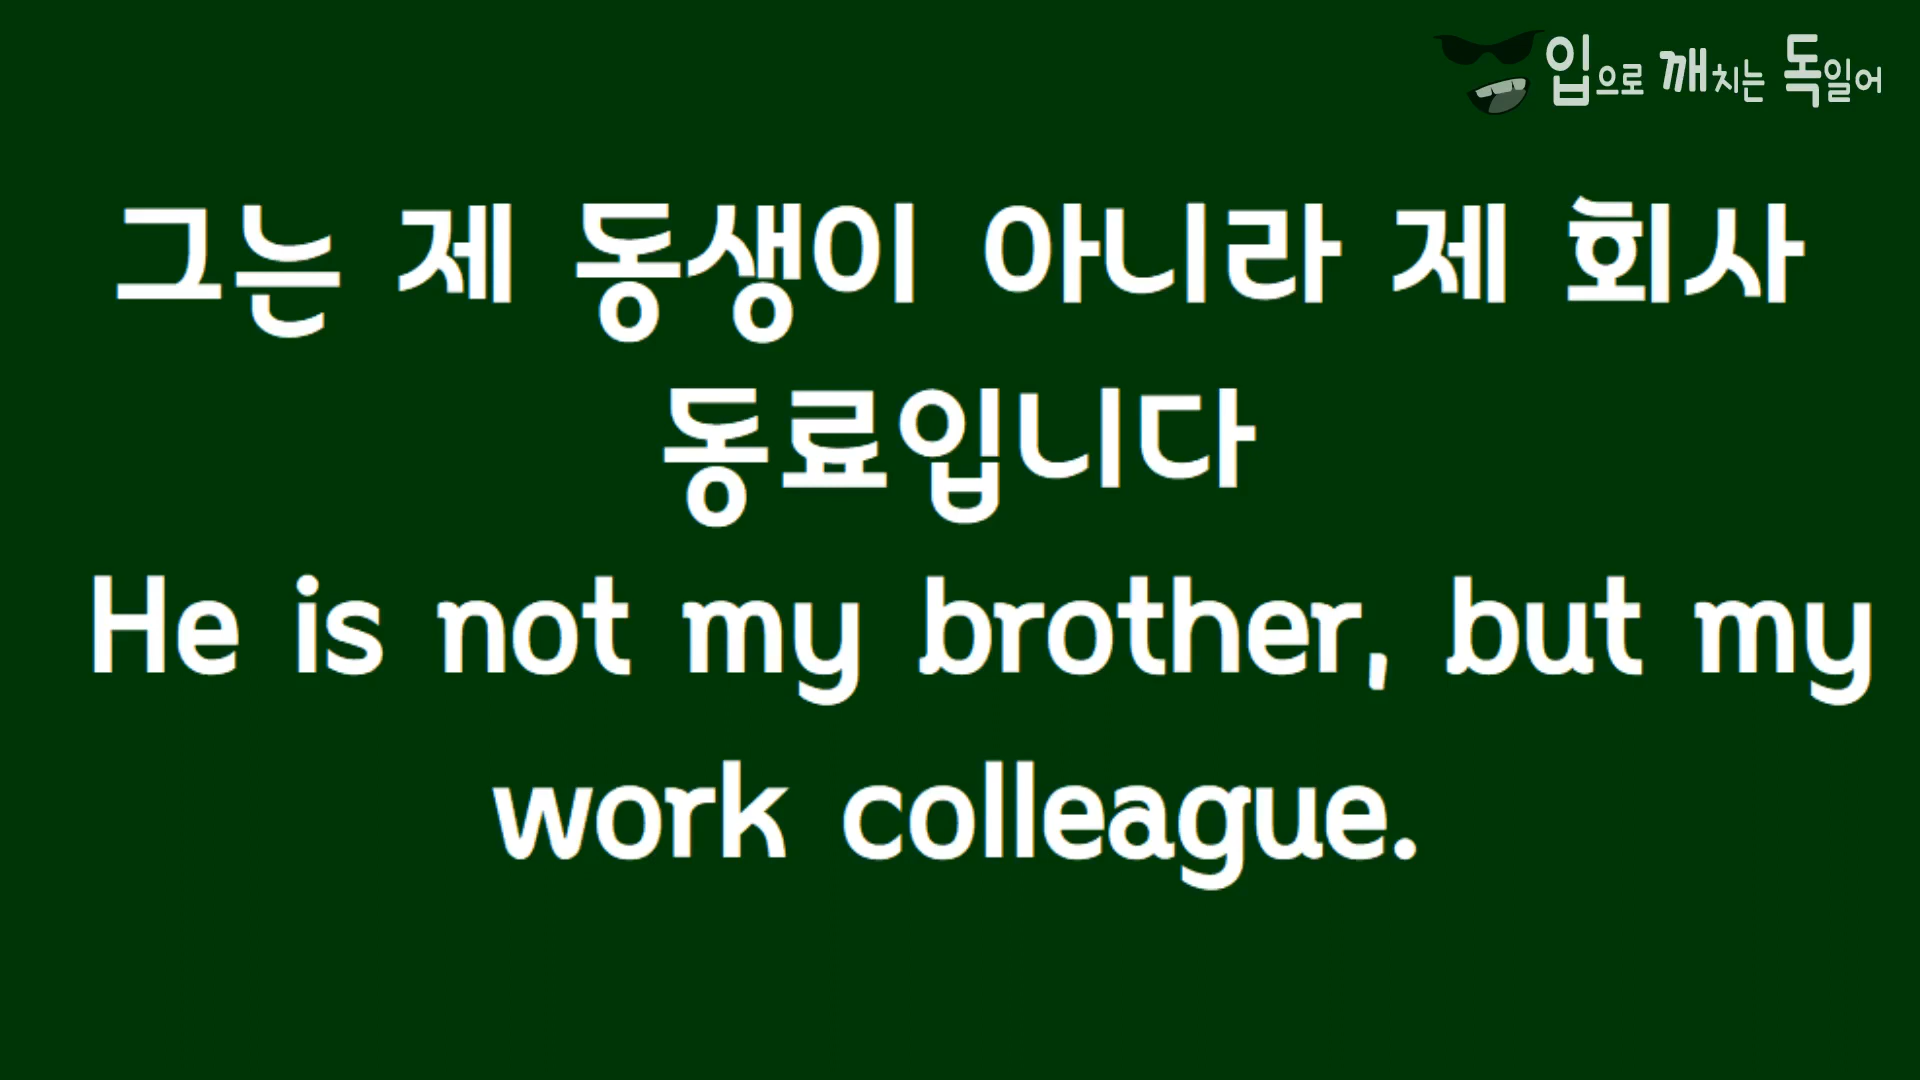 입으로 깨치는 독일어
그는 제 동생이 아니라 제 회사
동료입니다
He is not my brother, but my
work colleague.